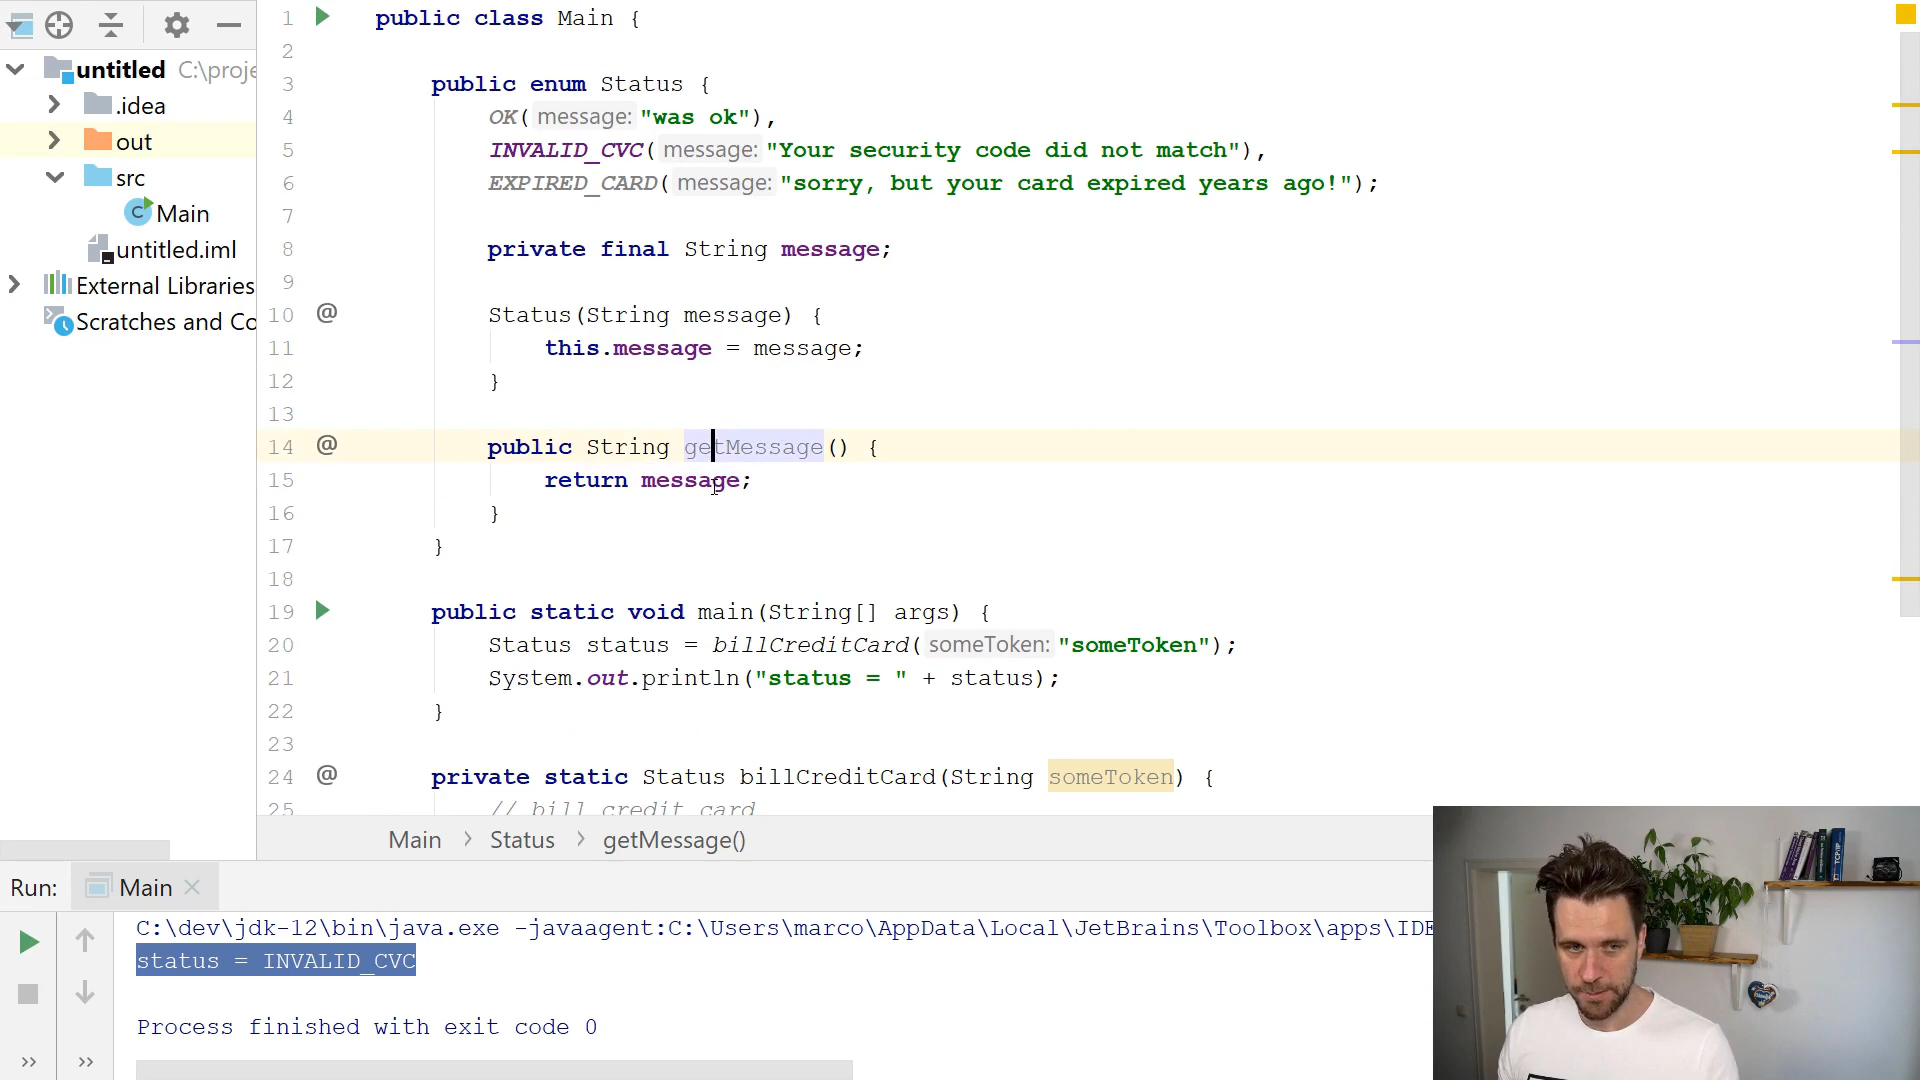 untitled C:\proje
.idea
out
src
Main
untitled.iml
External Libraries
Scratches and Co
1 public class Main {
2
3 public enum Status {
4 OK( message: "was ok"),
5 INVALID_CVC( message: "Your security code did not match"),
6 EXPIRED_CARD( message: "sorry, but your card expired years ago!");
7
8 private final String message;
9
10 @ Status(String message) {
11 this.message = message;
12 }
13
14 @ public String getMessage() {
15 return message;
16 }
17 }
18
19 public static void main(String[] args) {
20 Status status = billCreditCard( someToken: "someToken");
21 System.out.println("status = " + status);
22 }
23
24 @ private static Status billCreditCard(String someToken) {
25 // bill credit card
Main > Status > getMessage()
Run: Main
C:\dev\jdk-12\bin\java.exe -javaagent:C:\Users\marco\AppData\Local\JetBrains\Toolbox\apps\IDE
status = INVALID_CVC
Process finished with exit code 0
TCP/IP